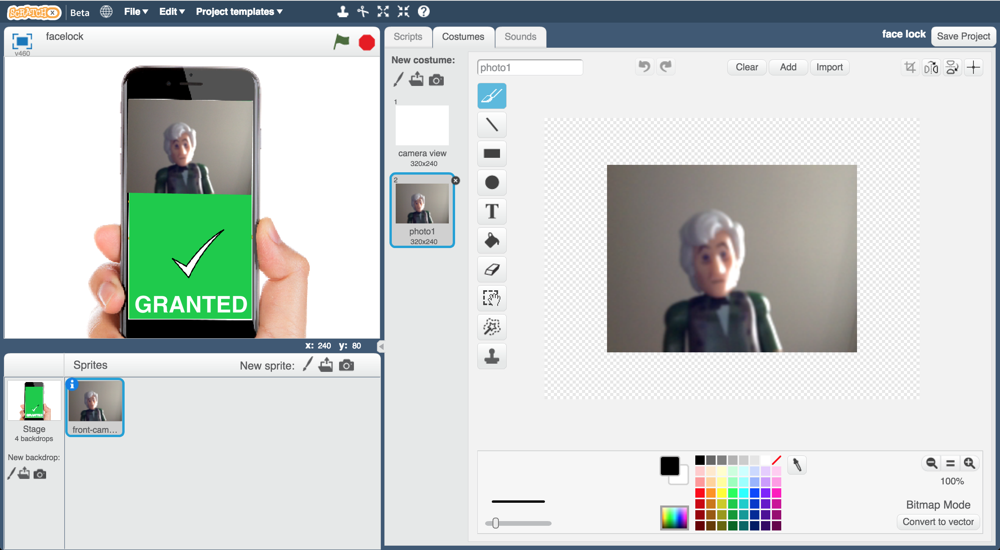 SCRATCH X
Beta
File
Edit
Project templates
v460
facelock
GRANTED
x: 240 y: 80
Sprites
New sprite:
GRANTED
Stage
4 backdrops
New backdrop:
front-cam...
Scripts
Costumes
Sounds
face lock
Save Project
New costume:
1
camera view
320x240
2
photo1
320x240
photo1
Clear
Add
Import
T
100%
Bitmap Mode
Convert to vector